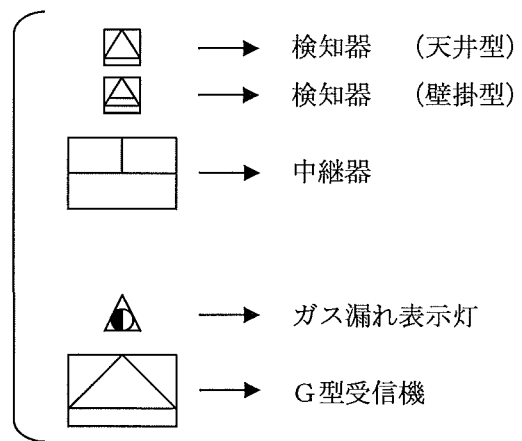 検知器 （天井型）
検知器 （壁掛型）
中継器
ガス漏れ表示灯
Ｇ型受信機